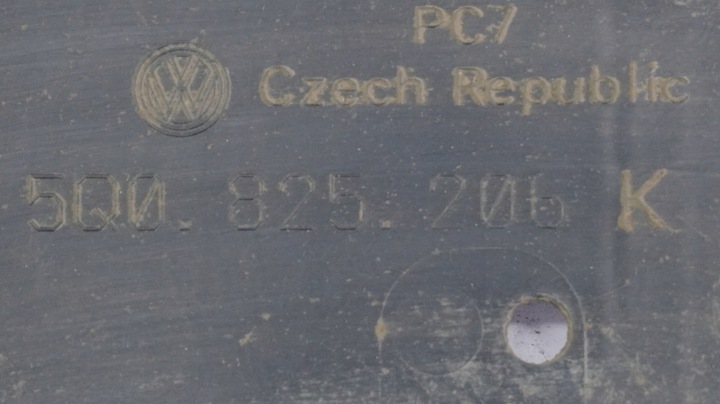 PC7
Czech Republic
5Q0. 825. 206 K